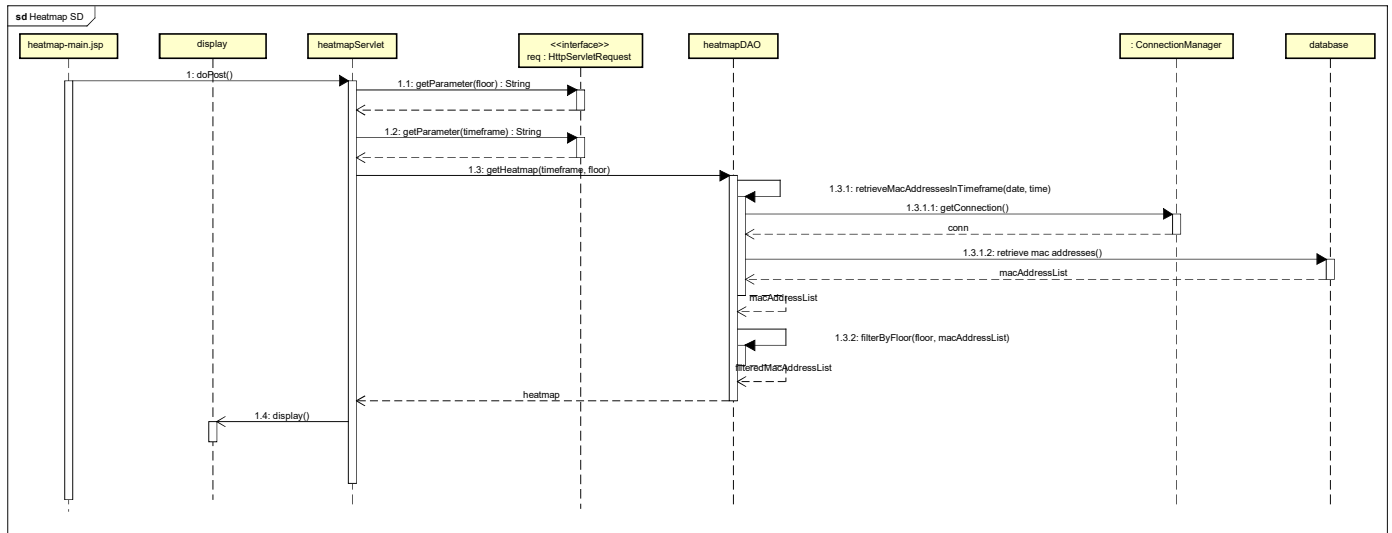 sd Heatmap SD
heatmap-main.jsp
display
heatmapServlet
<<interface>>
req : HttpServletRequest
heatmapDAO
: ConnectionManager
database
1: doPost()
1.1: getParameter(floor) : String
1.2: getParameter(timeframe) : String
1.3: getHeatmap(timeframe, floor)
1.3.1: retrieveMacAddressesInTimeframe(date, time)
1.3.1.1: getConnection()
conn
1.3.1.2: retrieve mac addresses()
macAddressList
macAddressList
1.3.2: filterByFloor(floor, macAddressList)
filteredMacAddressList
heatmap
1.4: display()